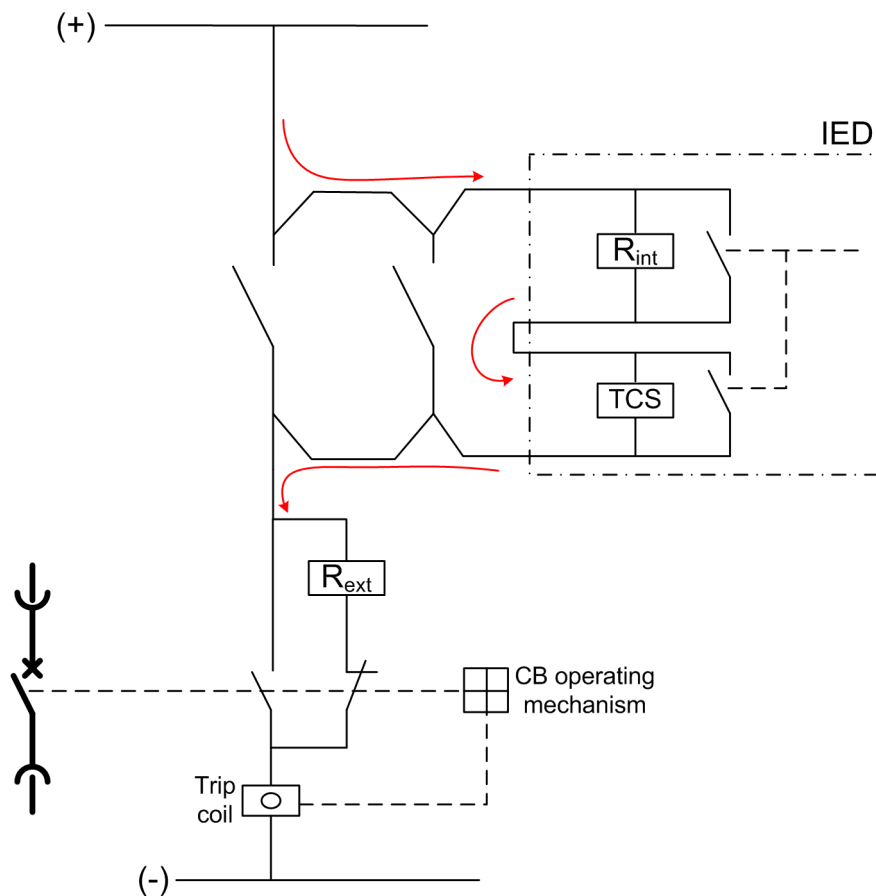 (+)
IED
Rint
TCS
Rext
CB operating
mechanism
Trip
coil
(-)